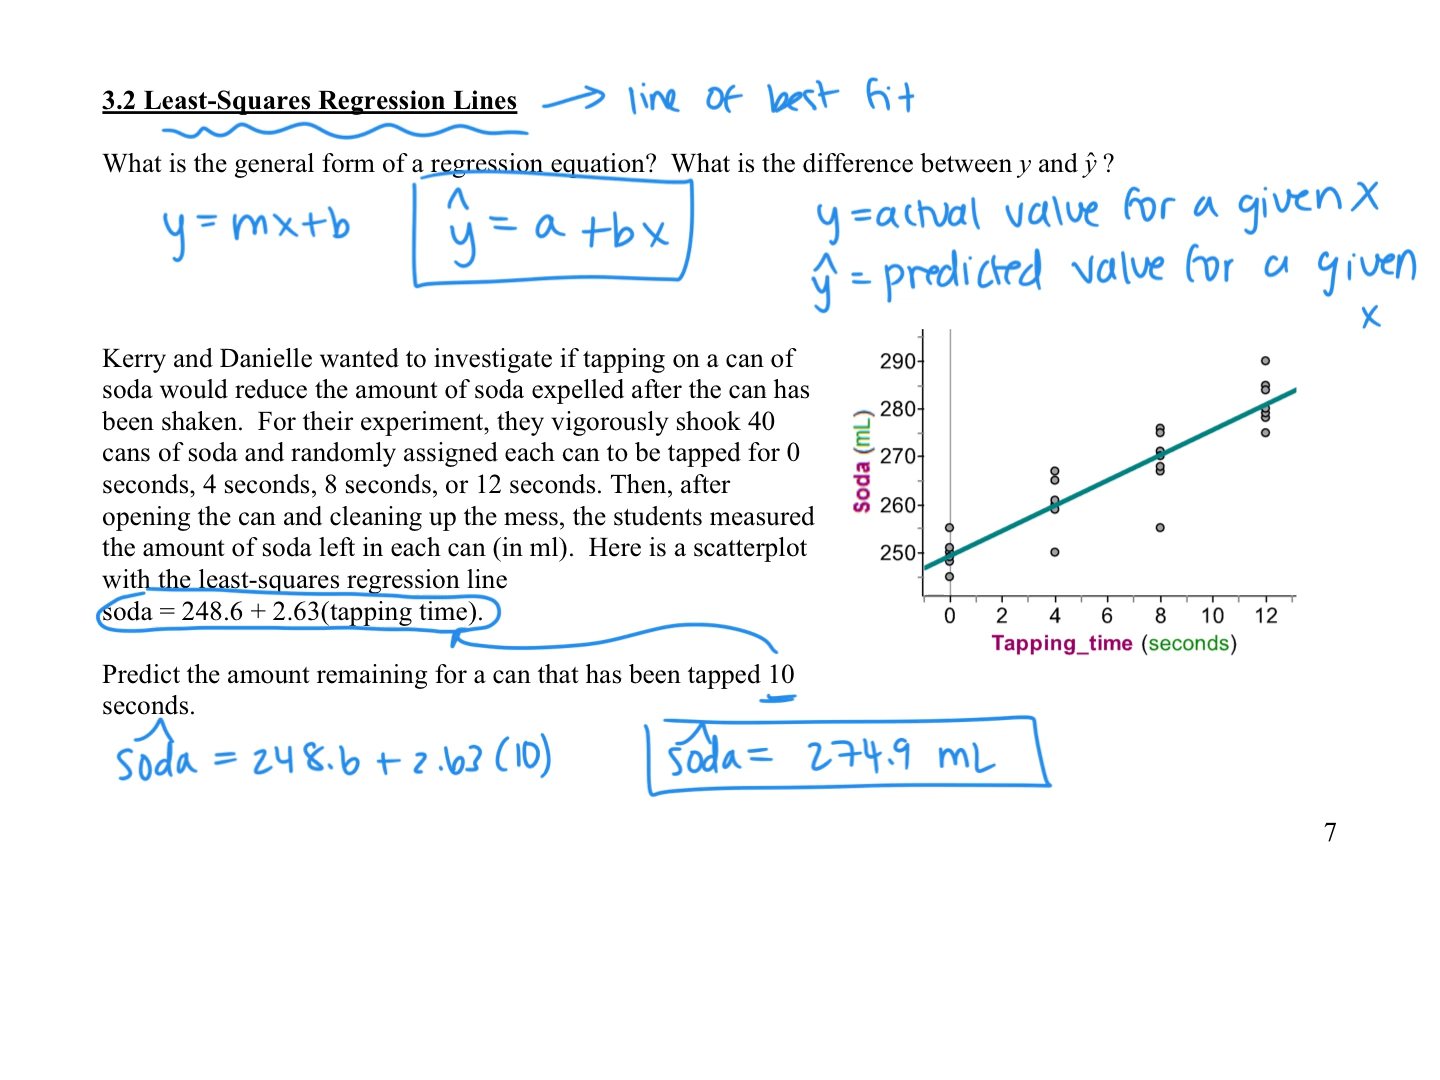 3.2 Least-Squares Regression Lines → line of best fit
What is the general form of a regression equation?  What is the difference between y and ŷ ?
y = mx+b
ŷ = a +bx
y =actual value for a given x
ŷ = predicted value for a given
x
Kerry and Danielle wanted to investigate if tapping on a can of
soda would reduce the amount of soda expelled after the can has
been shaken.  For their experiment, they vigorously shook 40
cans of soda and randomly assigned each can to be tapped for 0
seconds, 4 seconds, 8 seconds, or 12 seconds. Then, after
opening the can and cleaning up the mess, the students measured
the amount of soda left in each can (in ml).  Here is a scatterplot
with the least-squares regression line
soda = 248.6 + 2.63(tapping time).
Soda (mL)
290
280
270
260
250
0 2 4 6 8 10 12
Tapping_time (seconds)
Predict the amount remaining for a can that has been tapped 10
seconds.
soda = 248.6 + 2.63 (10)
soda = 274.9 mL
7